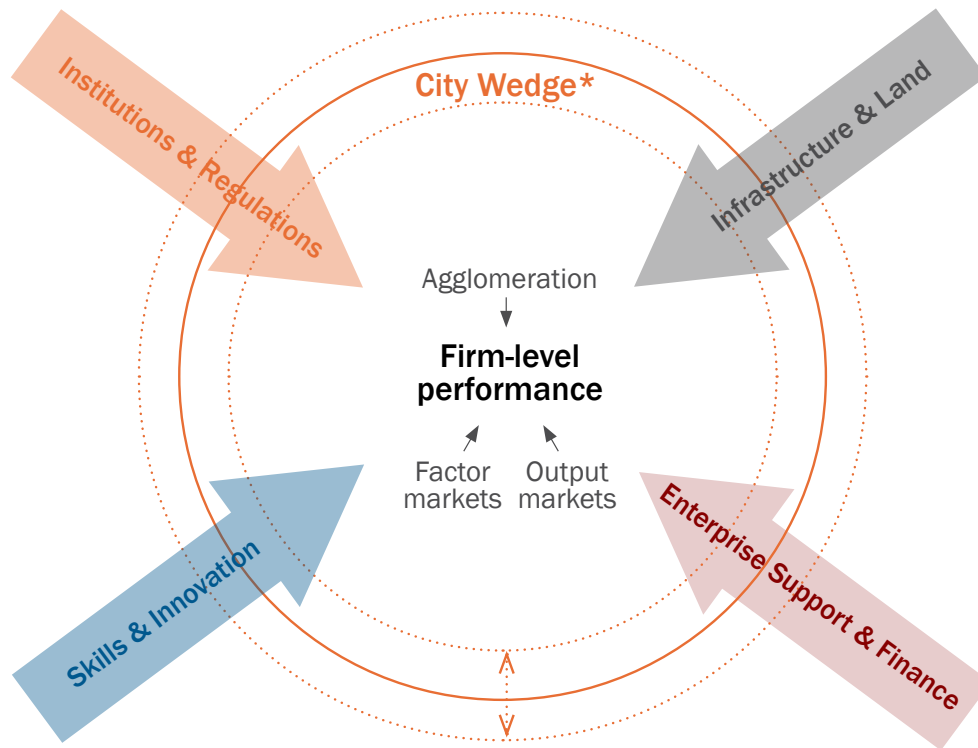 City Wedge*
Institutions & Regulations
Infrastructure & Land
Agglomeration
Firm-level
performance
Factor
markets
Output
markets
Skills & Innovation
Enterprise Support & Finance